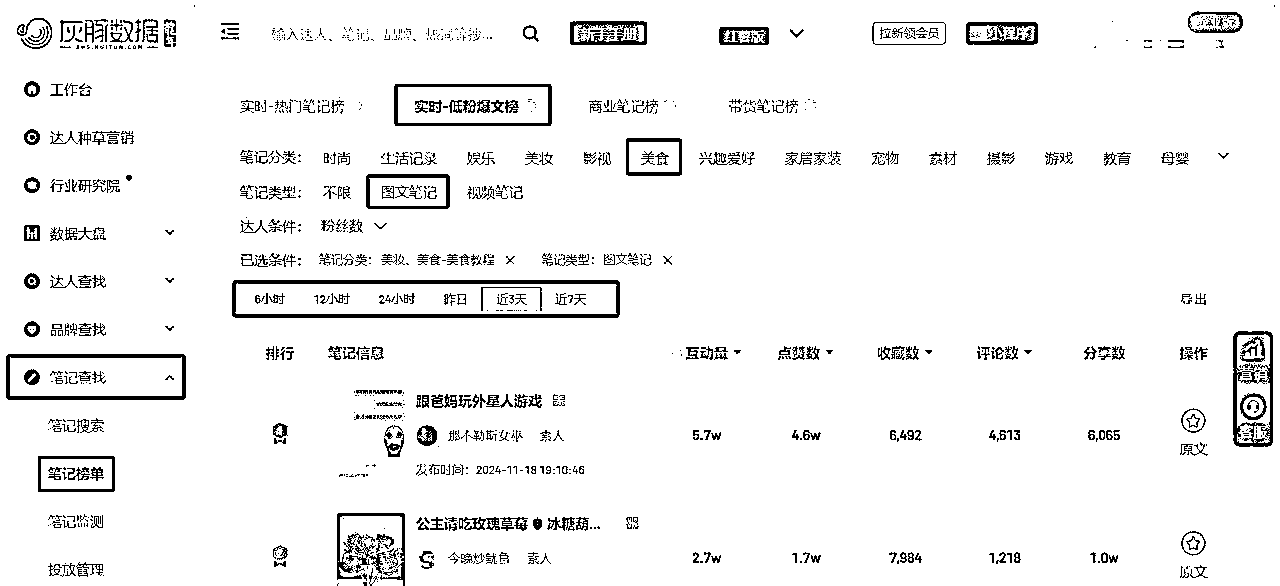 灰豚数据
输入达人、笔记、品牌、热词等搜...
新客注册
红薯版
拉新领会员
小程序
工作台
达人种草营销
行业研究院
数据大盘
达人查找
品牌查找
笔记查找
笔记搜索
笔记榜单
笔记监测
投放管理
实时-热门笔记榜
实时-低粉爆文榜
商业笔记榜
带货笔记榜
笔记分类： 时尚 生活记录 娱乐 美妆 影视 美食 兴趣爱好 家居家装 宠物 素材 摄影 游戏 教育 母婴
笔记类型： 不限 图文笔记 视频笔记
达人条件： 粉丝数
已选条件： 笔记分类：美妆、美食-美食教程 × 笔记类型：图文笔记 ×
6小时 12小时 24小时 昨日 近3天 近7天
导出
排行 笔记信息 互动量 点赞数 收藏数 评论数 分享数 操作
跟爸妈玩外星人游戏
那不勒斯女巫 素人
发布时间：2024-11-18 19:10:46
5.7w 4.6w 6,492 4,613 6,065
原文
公主请吃玫瑰草莓 冰糖葫...
今晚炒鱿鱼 素人
2.7w 1.7w 7,984 1,218 1.0w
原文
客服